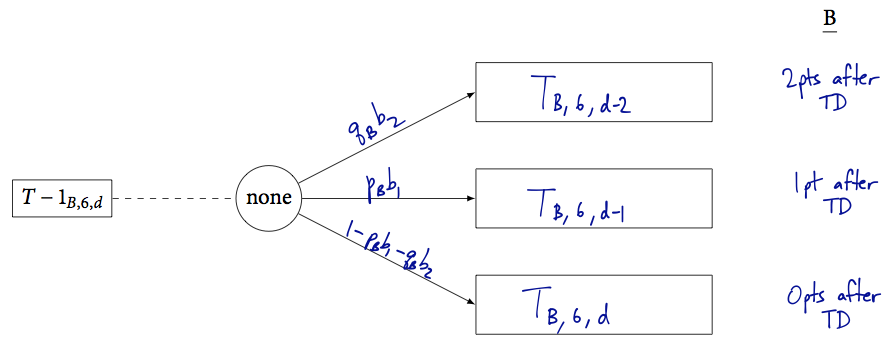 B
2pts after
TD
T_{B, 6, d-2}
q_B b_2
T − 1_{B,6,d}
none
p_B b_1
T_{B, 6, d-1}
1pt after
TD
1-p_B b_1-q_B b_2
T_{B, 6, d}
0pts after
TD